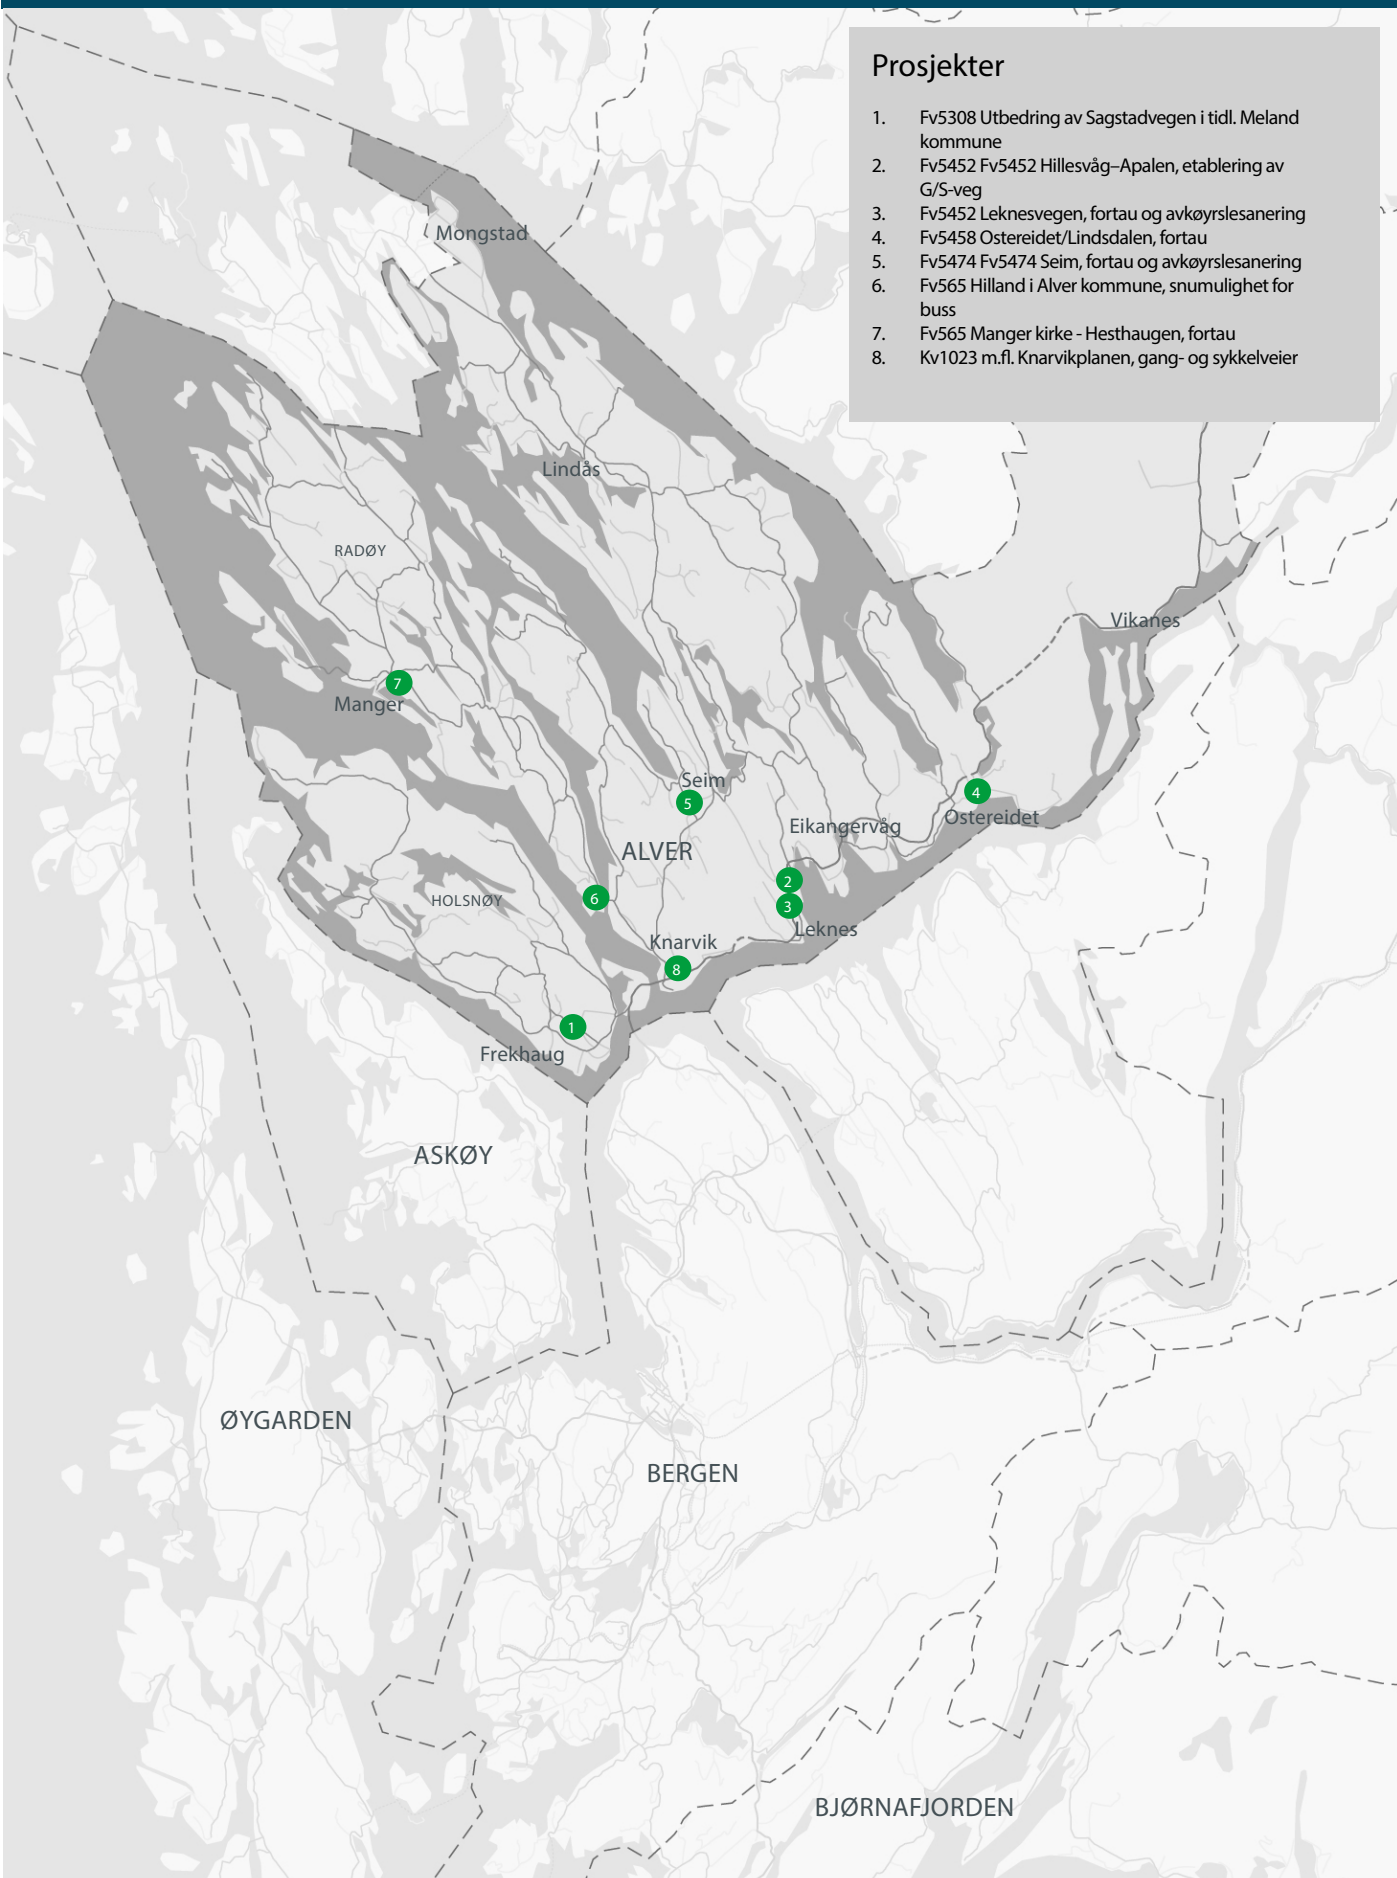 Prosjekter
1. Fv5308 Utbedring av Sagstadvegen i tidl. Meland
kommune
2. Fv5452 Fv5452 Hillesvåg–Apalen, etablering av
G/S-veg
3. Fv5452 Leknesvegen, fortau og avkøyrslesanering
4. Fv5458 Ostereidet/Lindsdalen, fortau
5. Fv5474 Fv5474 Seim, fortau og avkøyrslesanering
6. Fv565 Hilland i Alver kommune, snumulighet for
buss
7. Fv565 Manger kirke - Hesthaugen, fortau
8. Kv1023 m.fl. Knarvikplanen, gang- og sykkelveier
Mongstad
Lindås
RADØY
Vikanes
7
Manger
Seim
5
4
Ostereidet
Eikangervåg
ALVER
2
6
HOLSNØY
3
Leknes
Knarvik
8
1
Frekhaug
ASKØY
ØYGARDEN
BERGEN
BJØRNAFJORDEN